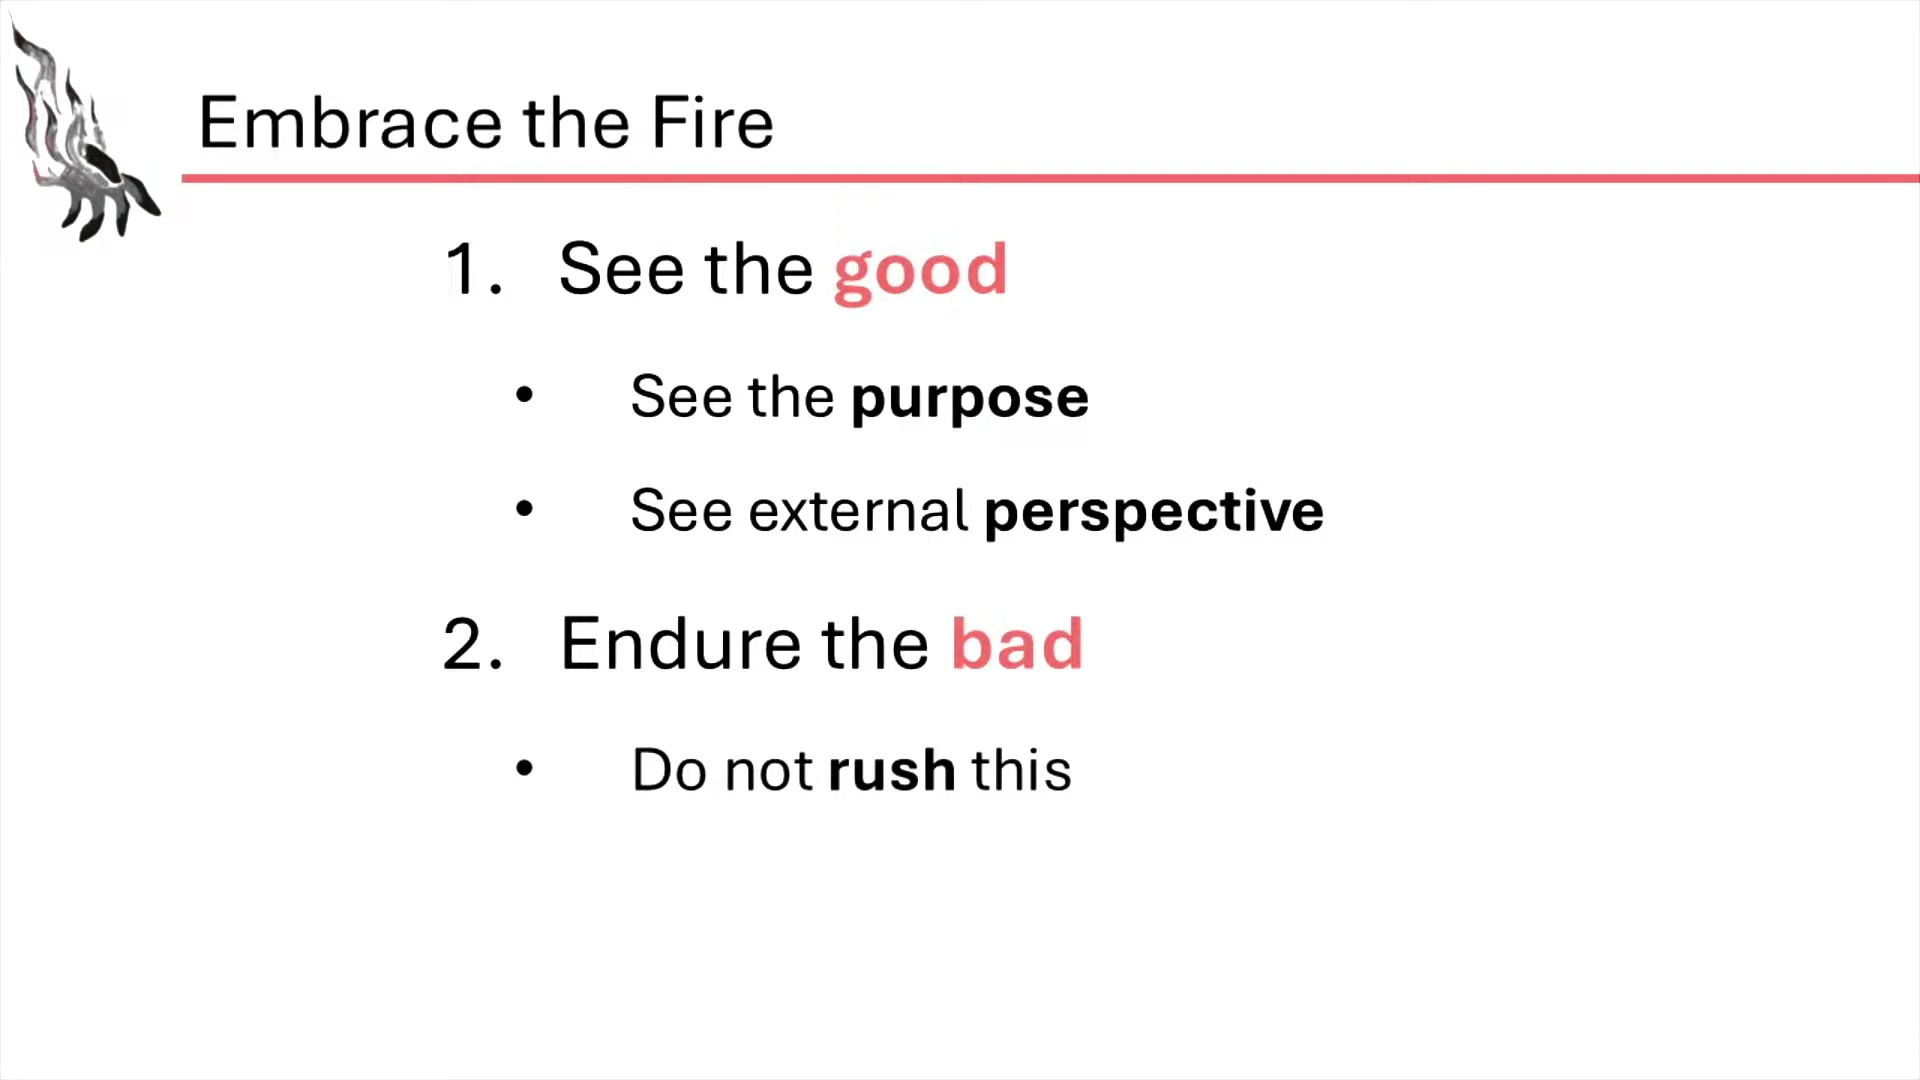 Embrace the Fire
1. See the good
• See the purpose
• See external perspective
2. Endure the bad
• Do not rush this